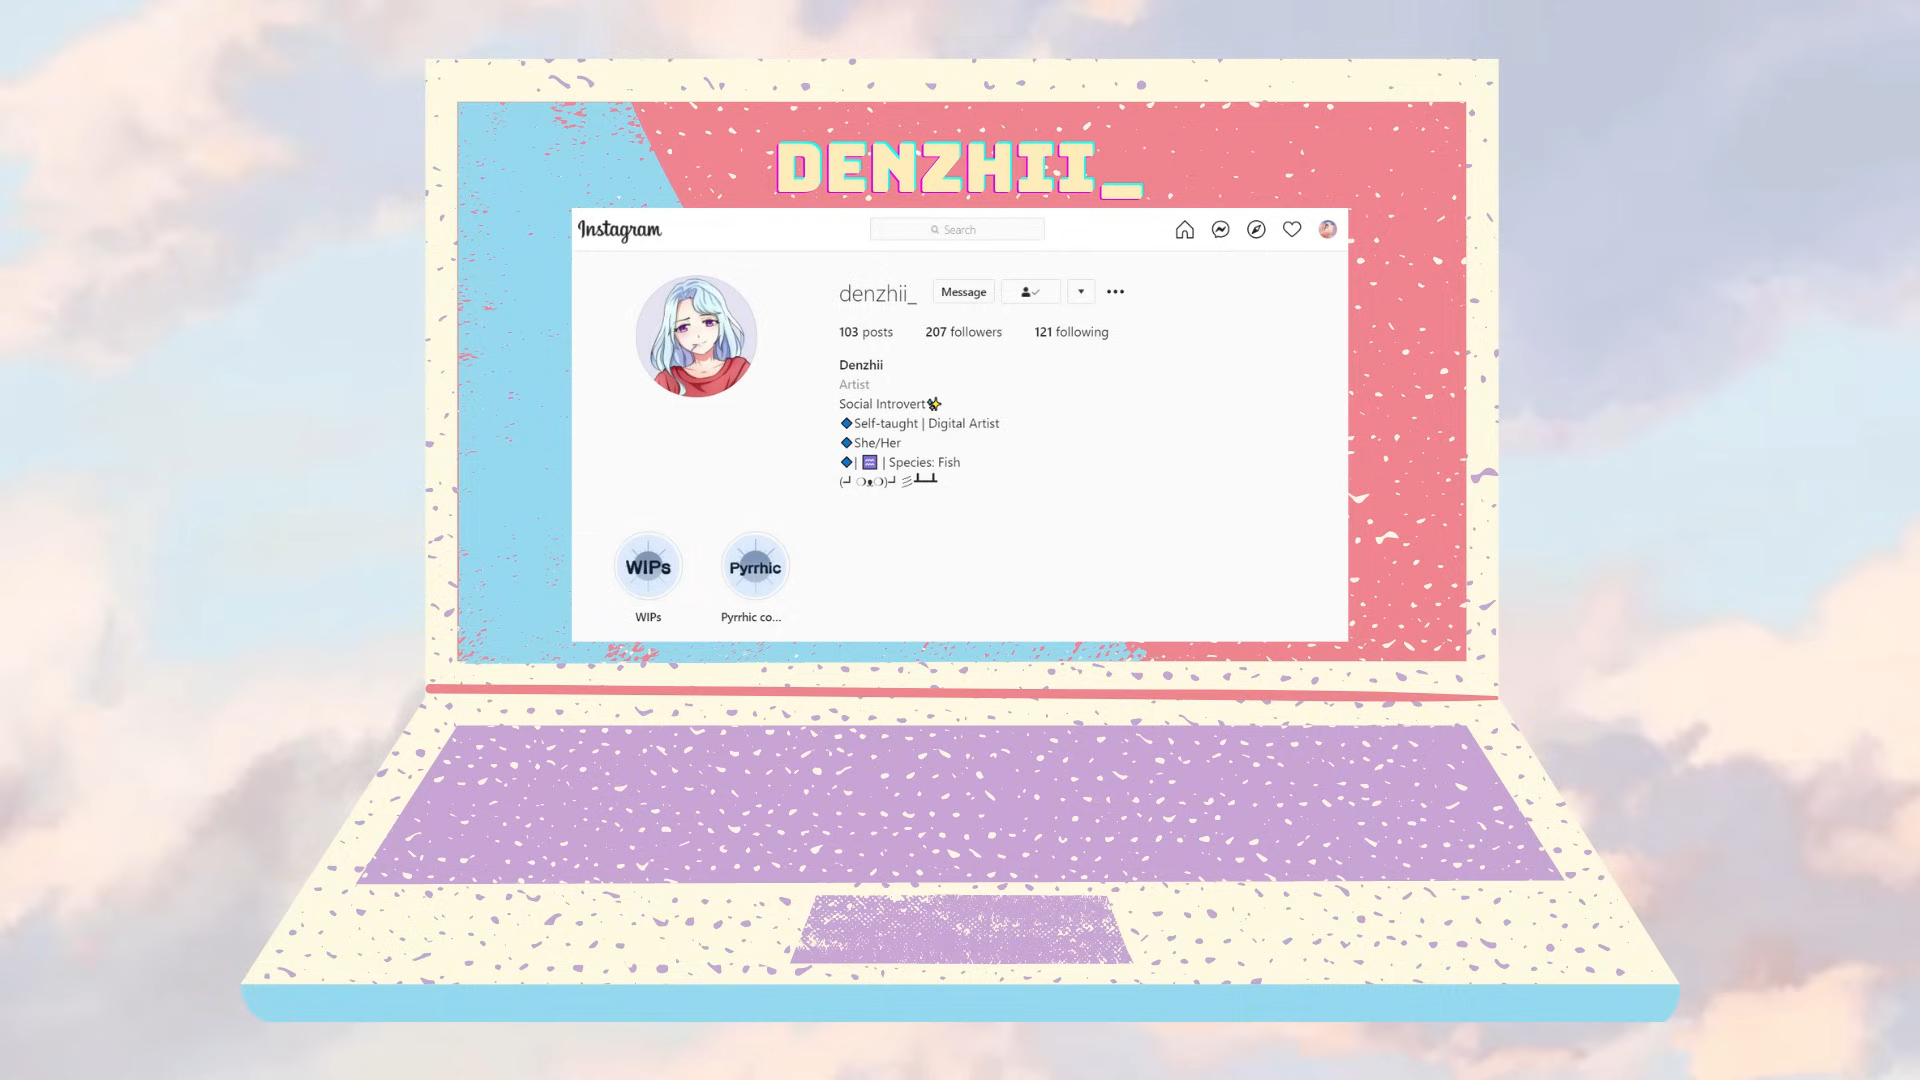 DENZHII_
Instagram
Search
denzhii_ Message
103 posts 207 followers 121 following
Denzhii
Artist
Social Introvert✨
🔹Self-taught | Digital Artist
🔹She/Her
🔹| ♒ | Species: Fish
(┘ ❍ᴥ❍)┘ 彡┻━┻
WIPs Pyrrhic
WIPs Pyrrhic co...